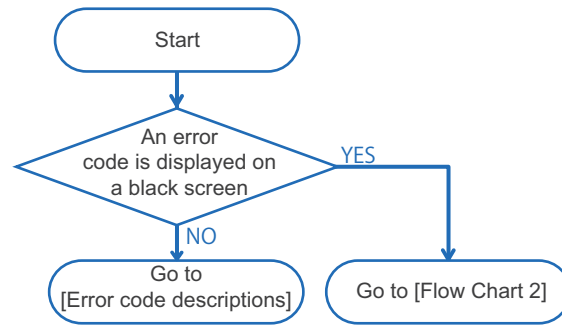 Start
An error
code is displayed on
a black screen
YES
NO
Go to
[Error code descriptions]
Go to [Flow Chart 2]